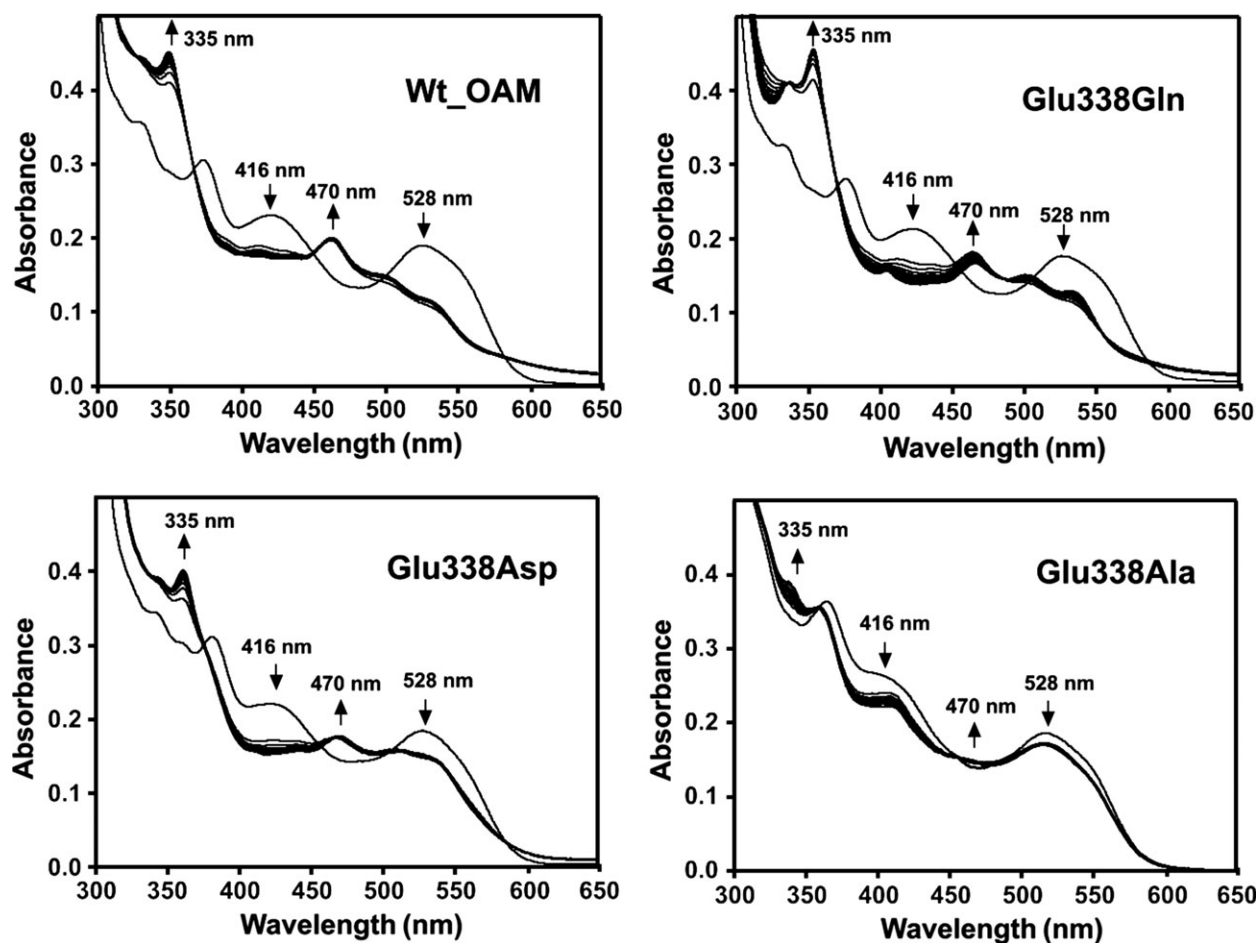 335 nm
Wt_OAM
416 nm
470 nm
528 nm
0.4
0.3
0.2
0.1
0.0
Absorbance
300 350 400 450 500 550 600 650
Wavelength (nm)
335 nm
Glu338Gln
416 nm
470 nm
528 nm
0.4
0.3
0.2
0.1
0.0
Absorbance
300 350 400 450 500 550 600 650
Wavelength (nm)
335 nm
Glu338Asp
416 nm
470 nm
528 nm
0.4
0.3
0.2
0.1
0.0
Absorbance
300 350 400 450 500 550 600 650
Wavelength (nm)
335 nm
Glu338Ala
416 nm
470 nm
528 nm
0.4
0.3
0.2
0.1
0.0
Absorbance
300 350 400 450 500 550 600 650
Wavelength (nm)